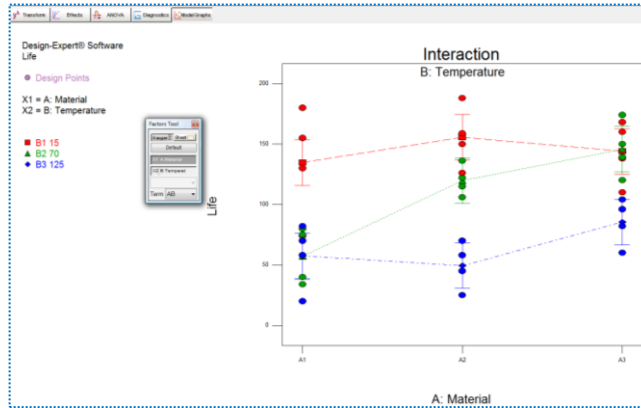 Transform Effects ANOVA Diagnostics Model Graphs
Design-Expert® Software
Life
Design Points
X1 = A: Material
X2 = B: Temperature
B1 15
B2 70
B3 125
Factors Tool
Default
Term AB
Interaction
B: Temperature
Life
200
150
100
50
0
A1 A2 A3
A: Material